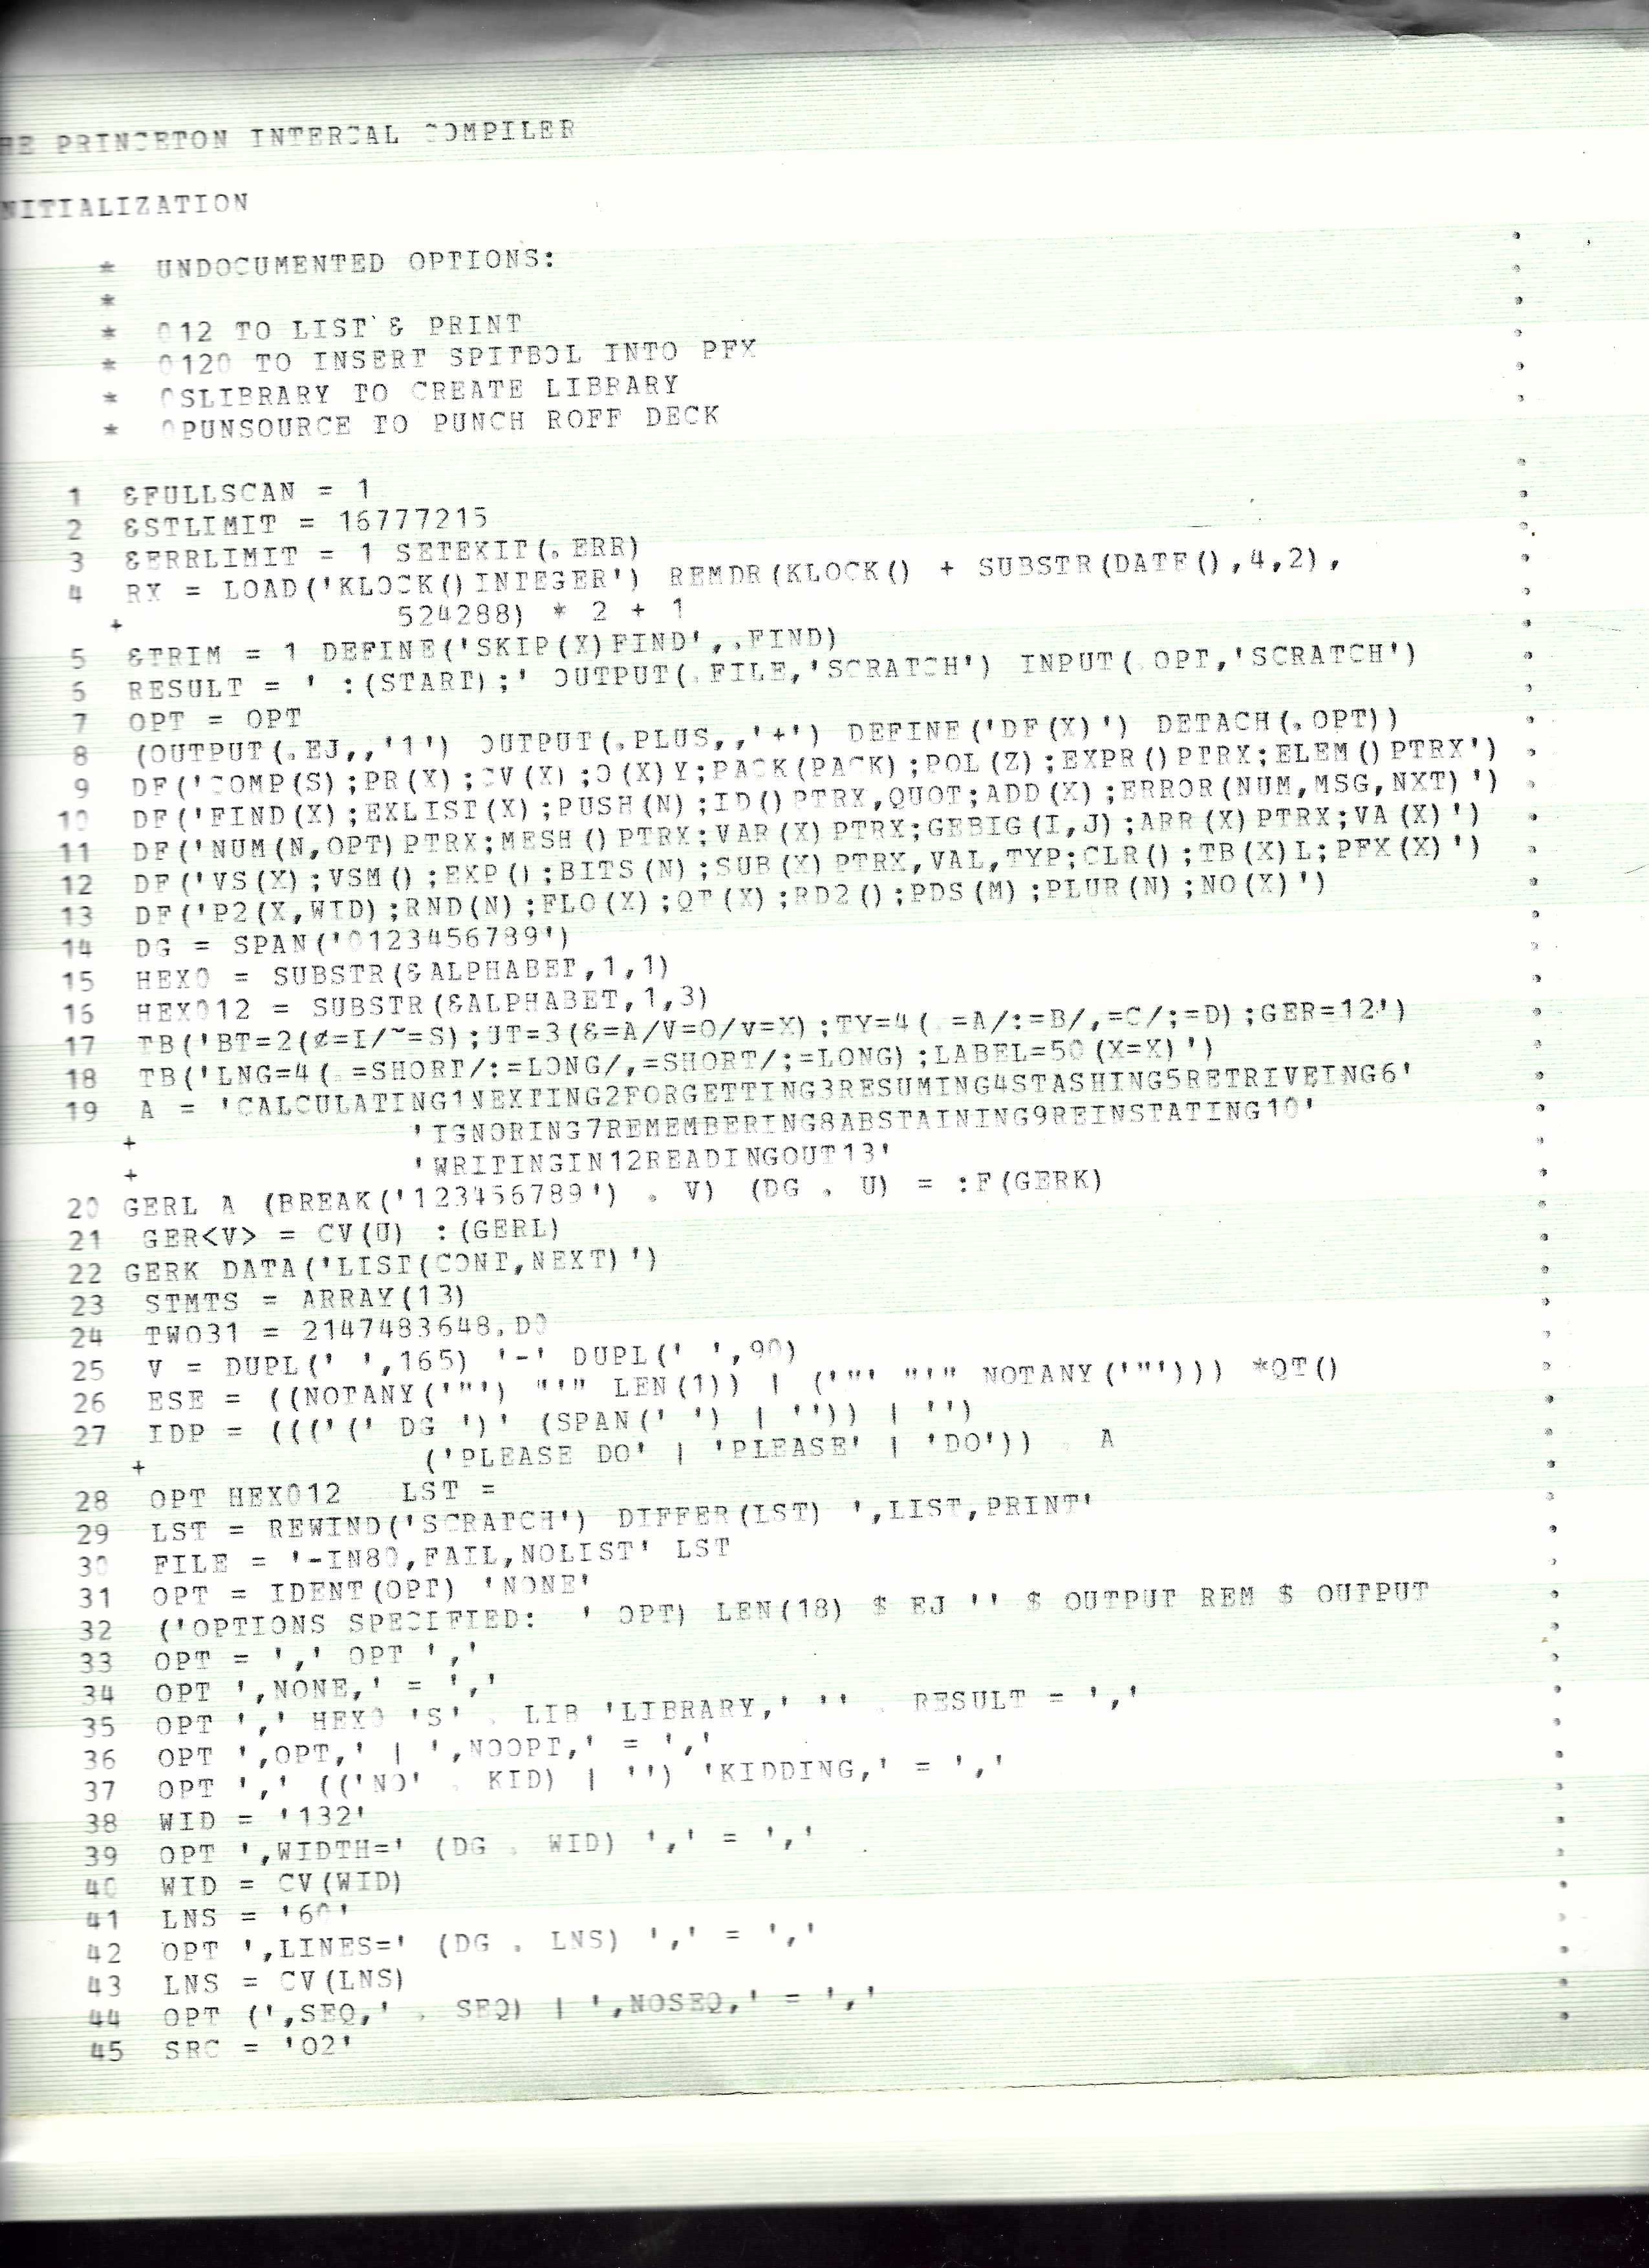 HE PRINCETON INTERCAL COMPILER
NITIALIZATION
* UNDOCUMENTED OPTIONS:
*
* 012 TO LIST & PRINT
* 0120 TO INSERT SPITBOL INTO PFX
* 0SLIBRARY TO CREATE LIBRARY
* 0PUNSOURCE TO PUNCH ROFF DECK
1 &FULLSCAN = 1
2 &STLIMIT = 16777215
3 &ERRLIMIT = 1 SETEXIT(.ERR)
4 RX = LOAD('KLOCK()INTEGER') REMDR(KLOCK() + SUBSTR(DATE(),4,2),
+ 524288) * 2 + 1
5 &TRIM = 1 DEFINE('SKIP(X)FIND',.FIND)
6 RESULT = ' :(START);' OUTPUT(.FILE,'SCRATCH') INPUT(.OPT,'SCRATCH')
7 OPT = OPT
8 (OUTPUT(.EJ,,'1') OUTPUT(.PLUS,,'+') DEFINE('DF(X)') DETACH(.OPT))
9 DF('COMP(S);PR(X);CV(X);O(X)Y;PACK(PACK);POL(Z);EXPR()PTRX;ELEM()PTRX')
10 DF('FIND(X);EXLIST(X);PUSH(N);ID()PTRX,QUOT;ADD(X);ERROR(NUM,MSG,NXT)')
11 DF('NUM(N,OPT)PTRX;MESH()PTRX;VAR(X)PTRX;GEBIG(I,J);ARR(X)PTRX;VA(X)')
12 DF('VS(X);VSM();EXP();BITS(N);SUB(X)PTRX,VAL,TYP;CLR();TB(X)L;PFX(X)')
13 DF('P2(X,WID);RND(N);FLO(X);QT(X);RD2();PDS(M);PLUR(N);NO(X)')
14 DG = SPAN('0123456789')
15 HEX0 = SUBSTR(&ALPHABET,1,1)
16 HEX012 = SUBSTR(&ALPHABET,1,3)
17 TB('BT=2(¢=I/~=S);UT=3(&=A/V=O/∀=X);TY=4(.=A/:=B/,=C/;=D);GER=12')
18 TB('LNG=4(.=SHORT/:=LONG/,=SHORT/;=LONG);LABEL=50(X=X)')
19 A = 'CALCULATING1NEXTING2FORGETTING3RESUMING4STASHING5RETRIVEING6'
+ 'IGNORING7REMEMBERING8ABSTAINING9REINSTATING10'
+ 'WRITINGIN12READINGOUT13'
20 GERL A (BREAK('123456789') . V) (DG . U) = :F(GERK)
21 GER<V> = CV(U) :(GERL)
22 GERK DATA('LIST(CONT,NEXT)')
23 STMTS = ARRAY(13)
24 TWO31 = 2147483648.D0
25 V = DUPL(' ',165) '-' DUPL(' ',90)
26 ESE = ((NOTANY('"') "'" LEN(1)) | ('"' "'" NOTANY('"'))) *QT()
27 IDP = ((('(' DG ')' (SPAN(' ') | '')) | '')
+ ('PLEASE DO' | 'PLEASE' | 'DO')) . A
28 OPT HEX012 . LST =
29 LST = REWIND('SCRATCH') DIFFER(LST) ',LIST,PRINT'
30 FILE = '-IN80,FAIL,NOLIST' LST
31 OPT = IDENT(OPT) 'NONE'
32 ('OPTIONS SPECIFIED: ' OPT) LEN(18) $ EJ '' $ OUTPUT REM $ OUTPUT
33 OPT = ',' OPT ','
34 OPT ',NONE,' = ','
35 OPT ',' HEX0 'S' . LIB 'LIBRARY,' '' . RESULT = ','
36 OPT ',OPT,' | ',NOOPT,' = ','
37 OPT ',' (('NO' . KID) | '') 'KIDDING,' = ','
38 WID = '132'
39 OPT ',WIDTH=' (DG . WID) ',' = ','
40 WID = CV(WID)
41 LNS = '60'
42 OPT ',LINES=' (DG . LNS) ',' = ','
43 LNS = CV(LNS)
44 OPT (',SEQ,' . SEQ) | ',NOSEQ,' = ','
45 SRC = '02'